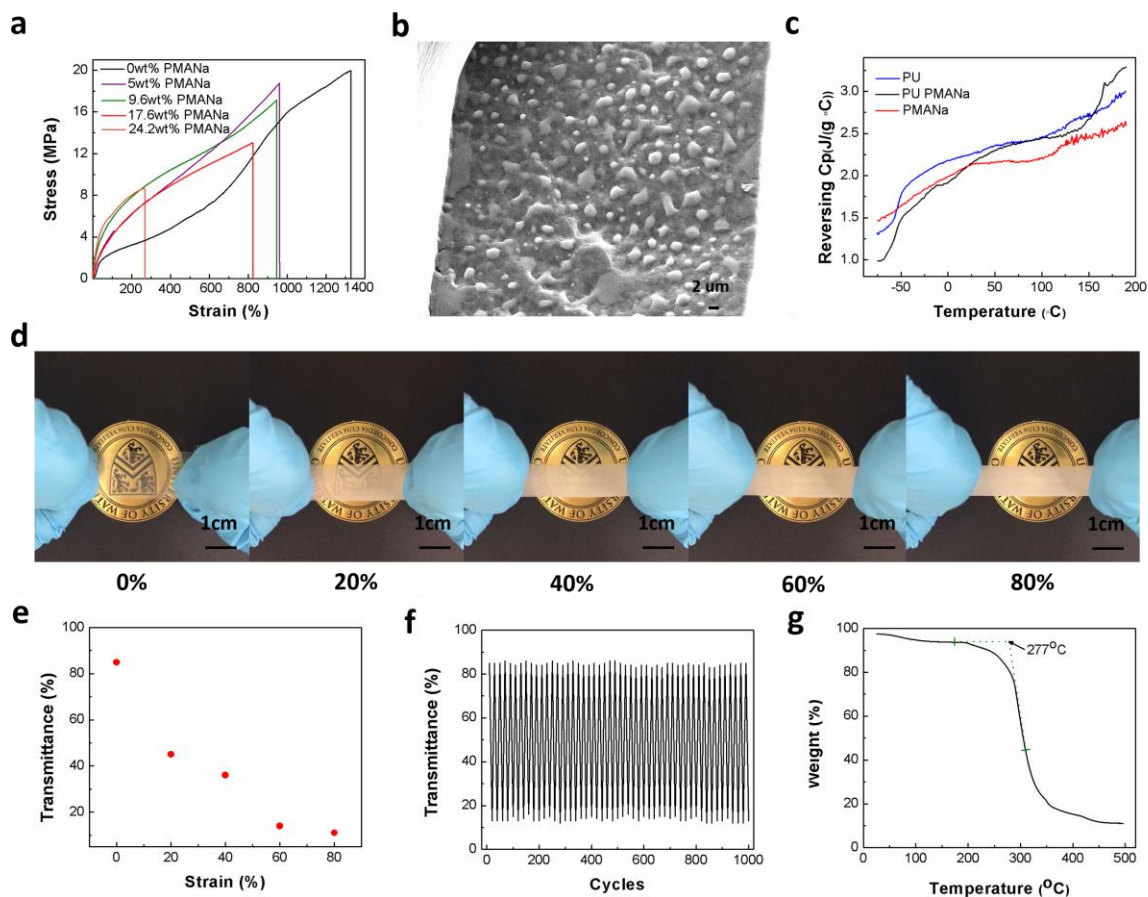 a
Stress (MPa)
20
16
12
8
4
0
0wt% PMANa
5wt% PMANa
9.6wt% PMANa
17.6wt% PMANa
24.2wt% PMANa
200 400 600 800 1000 1200 1400
Strain (%)
b
2 um
c
Reversing Cp(J/g ◦C))
3.0
2.5
2.0
1.5
1.0
PU
PU PMANa
PMANa
-50 0 50 100 150 200
Temperature (◦C)
d
CONCORDIA CUM VERITATE
1cm
1cm
1cm
1cm
1cm
0% 20% 40% 60% 80%
e
Transmittance (%)
100
80
60
40
20
0 20 40 60 80
Strain (%)
f
Transmittance (%)
100
80
60
40
20
0
0 200 400 600 800 1000
Cycles
g
Weight (%)
100
80
60
40
20
0
277°C
0 100 200 300 400 500
Temperature (°C)